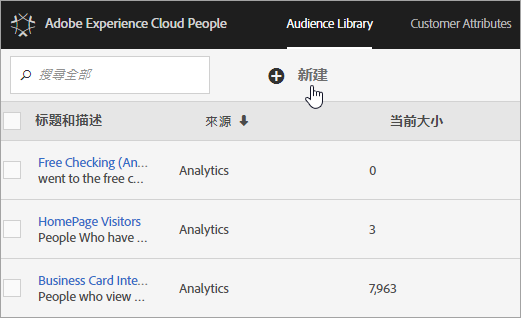 Adobe Experience Cloud People Audience Library Customer Attributes
搜尋全部 新建
标题和描述 來源 当前大小
Free Checking (An...
went to the free c... Analytics 0
HomePage Visitors
People Who have ... Analytics 3
Business Card Inte...
People who view ... Analytics 7,963